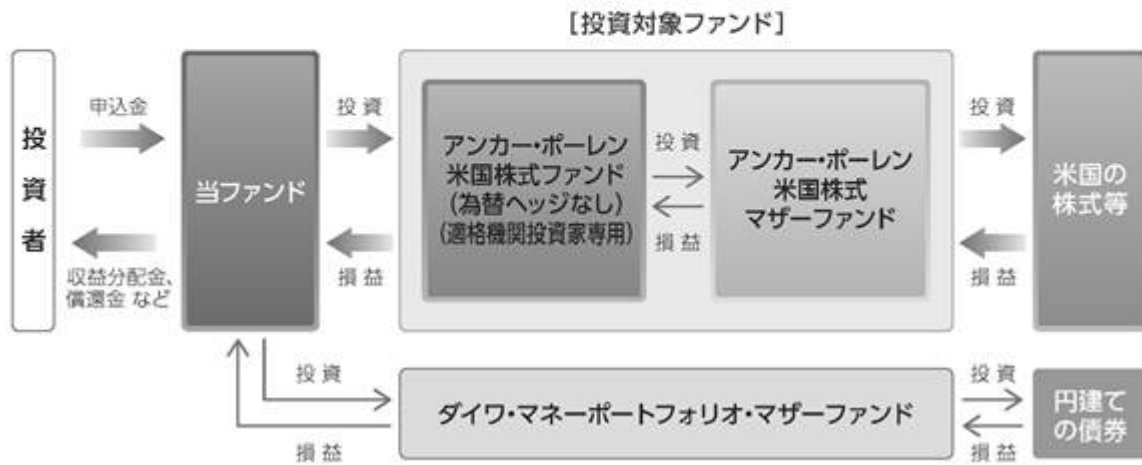 [投資対象ファンド]
投資者
申込金
収益分配金、
償還金 など
当ファンド
投資
損益
アンカー・ポーレン
米国株式ファンド
(為替ヘッジなし)
(適格機関投資家専用)
投資
損益
アンカー・ポーレン
米国株式
マザーファンド
投資
損益
米国の
株式等
投資
損益
ダイワ・マネーポートフォリオ・マザーファンド
投資
損益
円建て
の債券